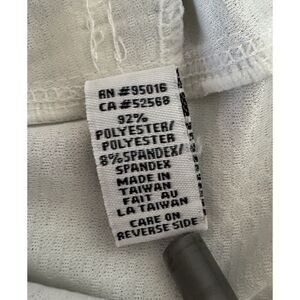 RN #95016
CA #52568
92%
POLYESTER/
POLYESTER
8% SPANDEX/
SPANDEX
MADE IN
TAIWAN
FAIT AU
LA TAIWAN
CARE ON
REVERSE SIDE